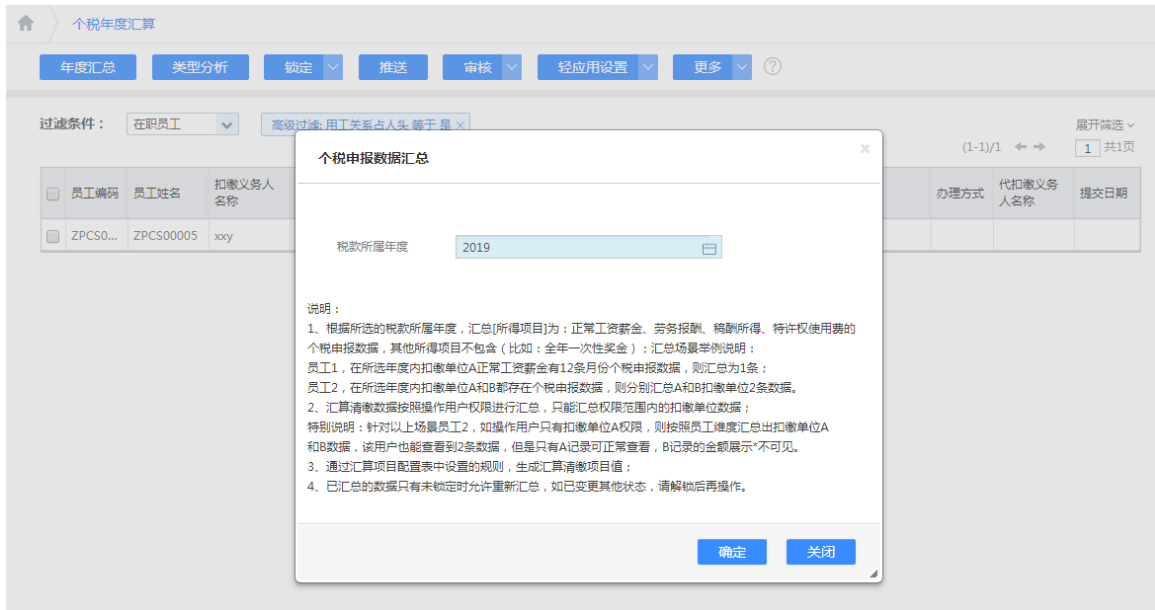 个税年度汇算
年度汇总 类型分析 锁定 推送 审核 轻应用设置 更多
过滤条件： 在职员工 高级过滤: 用工关系占人头 等于 是 × 展开筛选
(1-1)/1 1 共1页
员工编码 员工姓名 扣缴义务人名称 办理方式 代扣缴义务人名称 提交日期
ZPCS0... ZPCS00005 xxy
个税申报数据汇总
税款所属年度 2019
说明：
1、根据所选的税款所属年度，汇总[所得项目]为：正常工资薪金、劳务报酬、稿酬所得、特许权使用费的
个税申报数据，其他所得项目不包含（比如：全年一次性奖金）；汇总场景举例说明：
员工1，在所选年度内扣缴单位A正常工资薪金有12条月份个税申报数据，则汇总为1条；
员工2，在所选年度内扣缴单位A和B都存在个税申报数据，则分别汇总A和B扣缴单位2条数据。
2、汇算清缴数据按照操作用户权限进行汇总，只能汇总权限范围内的扣缴单位数据；
特别说明：针对以上场景员工2，如操作用户只有扣缴单位A权限，则按照员工维度汇总出扣缴单位A
和B数据，该用户也能查看到2条数据，但是只有A记录可正常查看，B记录的金额展示*不可见。
3、通过汇算项目配置表中设置的规则，生成汇算清缴项目值；
4、已汇总的数据只有未锁定时允许重新汇总，如已变更其他状态，请解锁后再操作。
确定 关闭